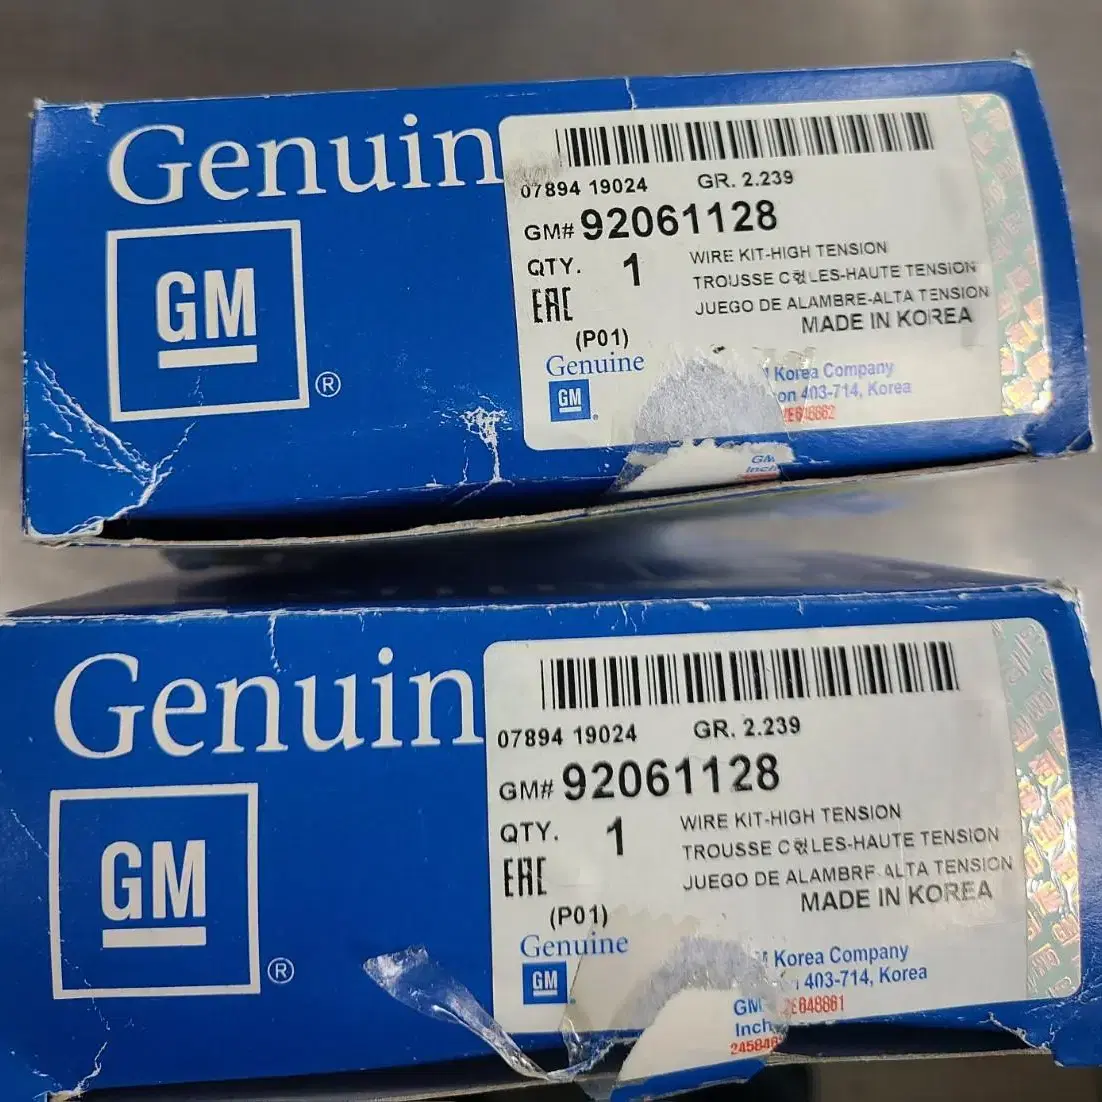 Genuin
GM
®
07894 19024 GR. 2.239
GM# 92061128
QTY. 1
WIRE KIT-HIGH TENSION
TROUSSE LES-HAUTE TENSION
JUEGO DE ALAMBRE-ALTA TENSION
MADE IN KOREA
EAC
(P01)
Genuine
GM
Korea Company
403-714, Korea
GM
Genuin
GM
®
07894 19024 GR. 2.239
GM# 92061128
QTY. 1
WIRE KIT-HIGH TENSION
TROUSSE LES-HAUTE TENSION
JUEGO DE ALAMBRE-ALTA TENSION
MADE IN KOREA
EAC
(P01)
Genuine
GM
Korea Company
403-714, Korea
GM
Inch